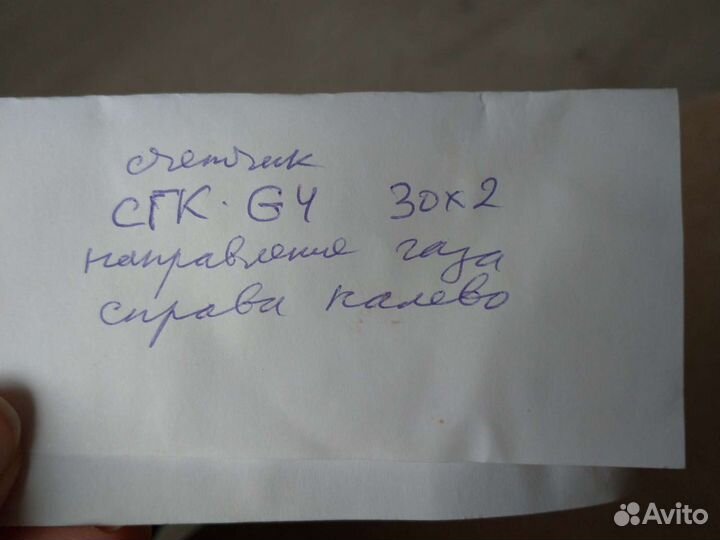 счетчик
СГК. G4 30х2
направление газа
справа налево
Avito